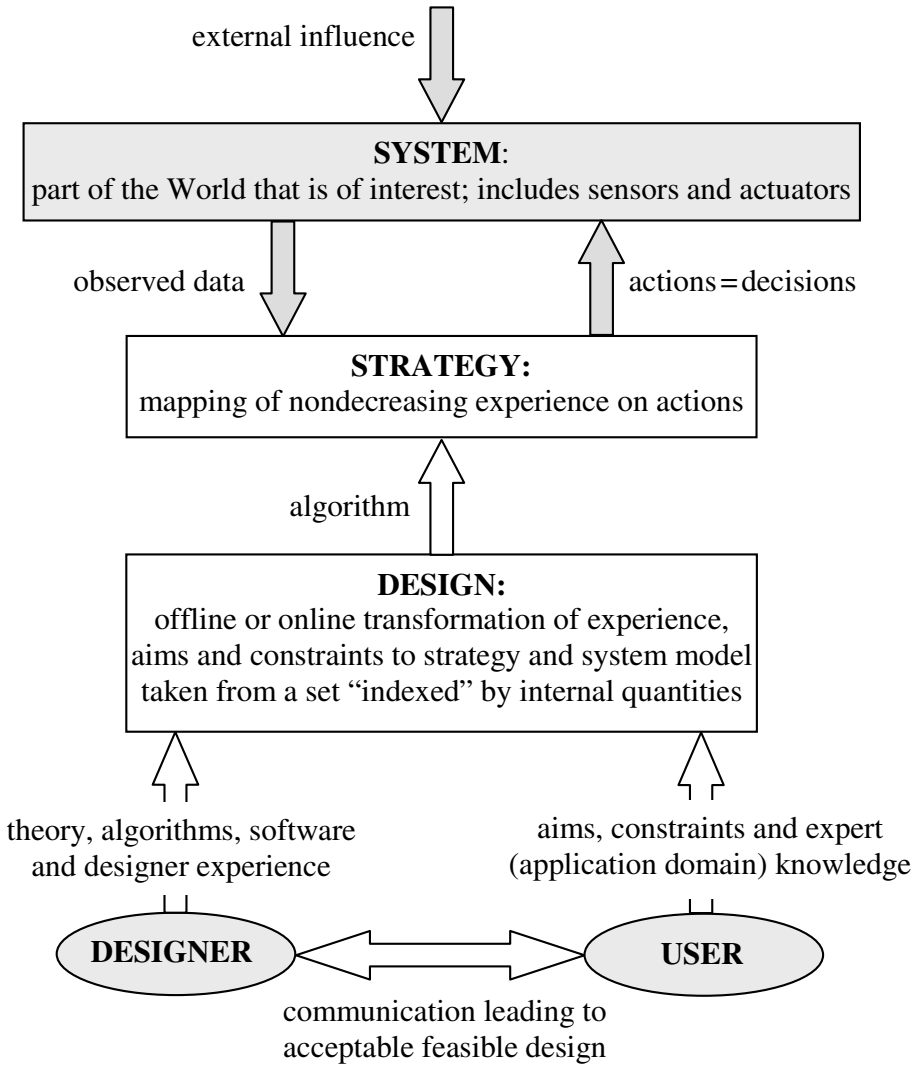 external influence
SYSTEM:
part of the World that is of interest; includes sensors and actuators
observed data
actions=decisions
STRATEGY:
mapping of nondecreasing experience on actions
algorithm
DESIGN:
offline or online transformation of experience,
aims and constraints to strategy and system model
taken from a set “indexed” by internal quantities
theory, algorithms, software
and designer experience
aims, constraints and expert
(application domain) knowledge
DESIGNER
USER
communication leading to
acceptable feasible design